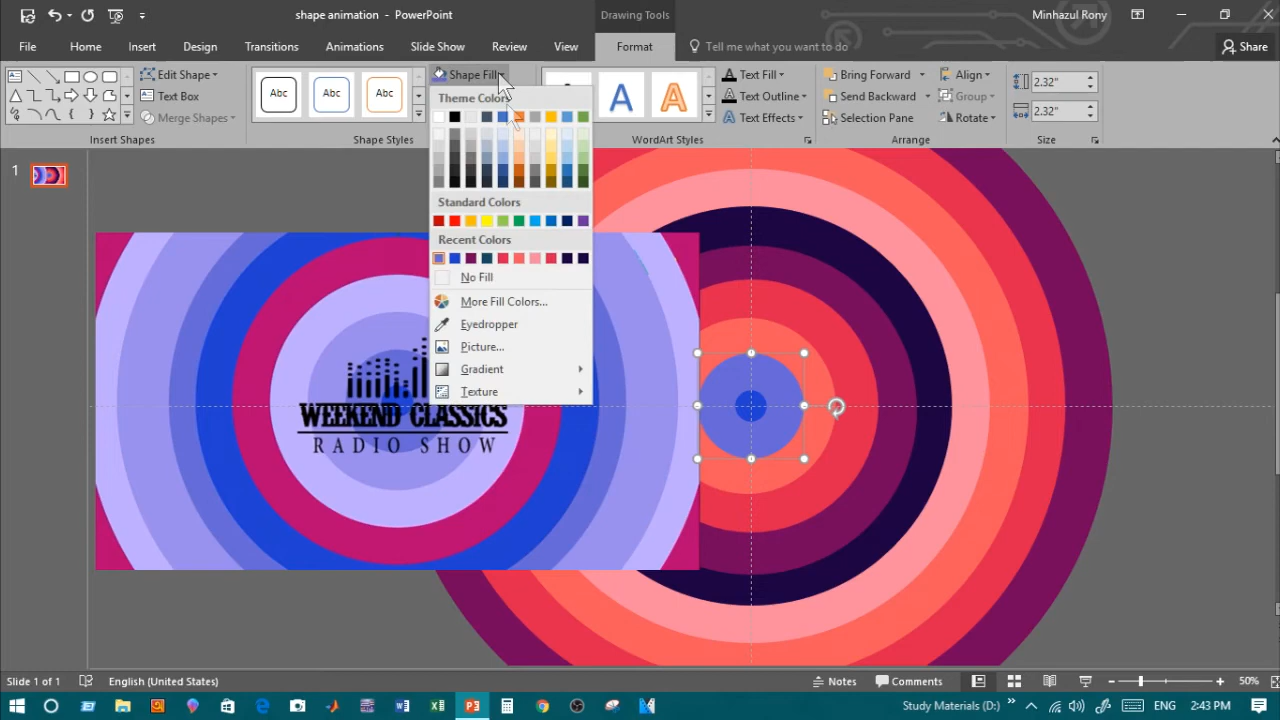 shape animation - PowerPoint
Drawing Tools
Minhazul Rony
File Home Insert Design Transitions Animations Slide Show Review View Format Tell me what you want to do Share
Edit Shape
Text Box
Merge Shapes
Insert Shapes
Abc Abc Abc
Shape Styles
Shape Fill
A A
Text Fill
Text Outline
Text Effects
WordArt Styles
Bring Forward
Send Backward
Selection Pane
Align
Group
Rotate
Arrange
2.32"
2.32"
Size
Theme Colors
Standard Colors
Recent Colors
No Fill
More Fill Colors...
Eyedropper
Picture...
Gradient
Texture
1
WEEKEND CLASSICS
RADIO SHOW
Slide 1 of 1
English (United States)
Notes
Comments
50%
Study Materials (D:)
ENG
2:43 PM